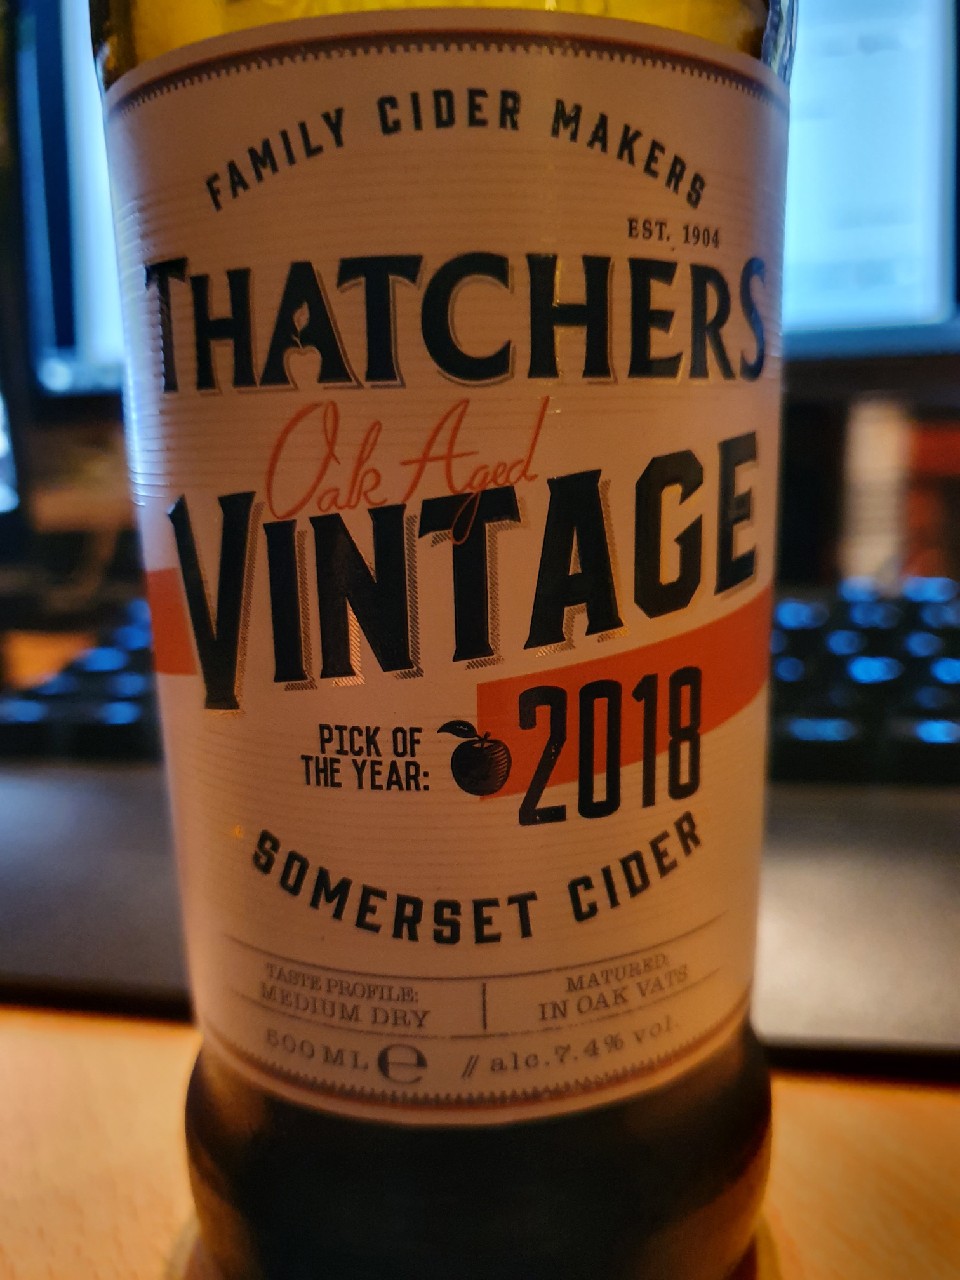 FAMILY CIDER MAKERS
EST. 1904
THATCHERS
Oak Aged
VINTAGE
PICK OF
THE YEAR:
2018
SOMERSET CIDER
TASTE PROFILE:
MEDIUM DRY
MATURED:
IN OAK VATS
500ML e // alc.7.4% vol.